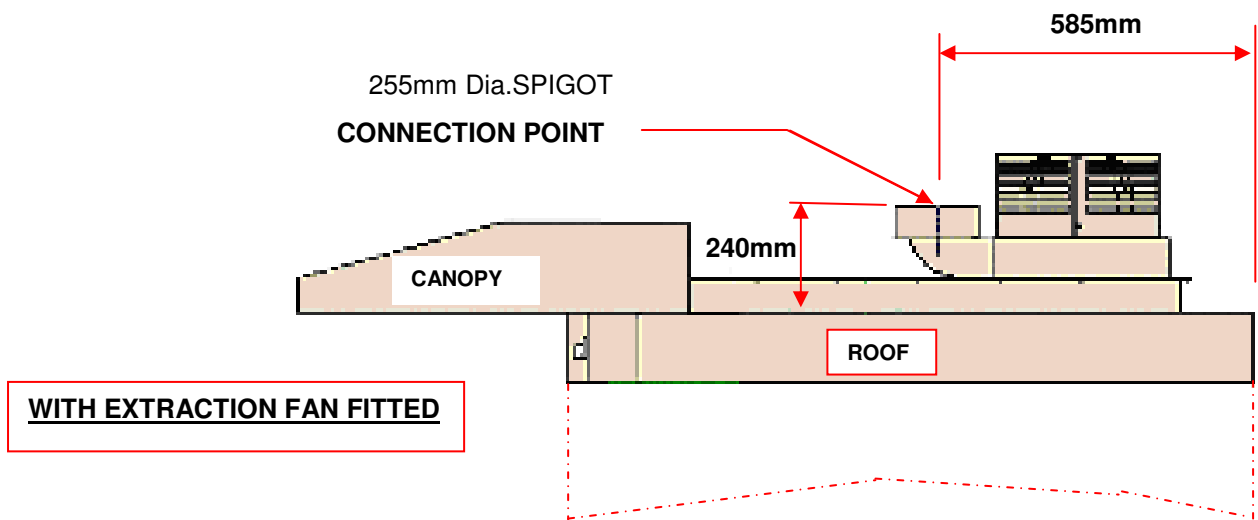 585mm
255mm Dia.SPIGOT
CONNECTION POINT
240mm
CANOPY
ROOF
WITH EXTRACTION FAN FITTED